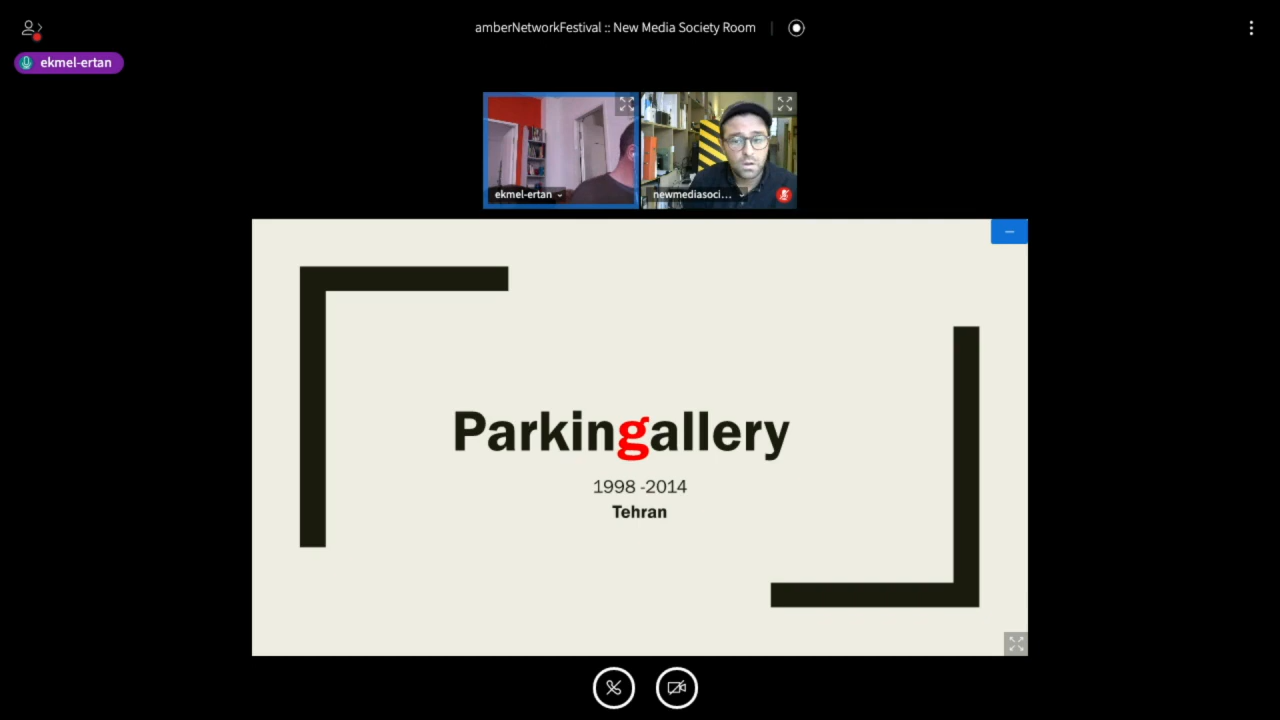 amberNetworkFestival :: New Media Society Room
ekmel-ertan
ekmel-ertan
newmediasoci...
Parkingallery
1998 -2014
Tehran